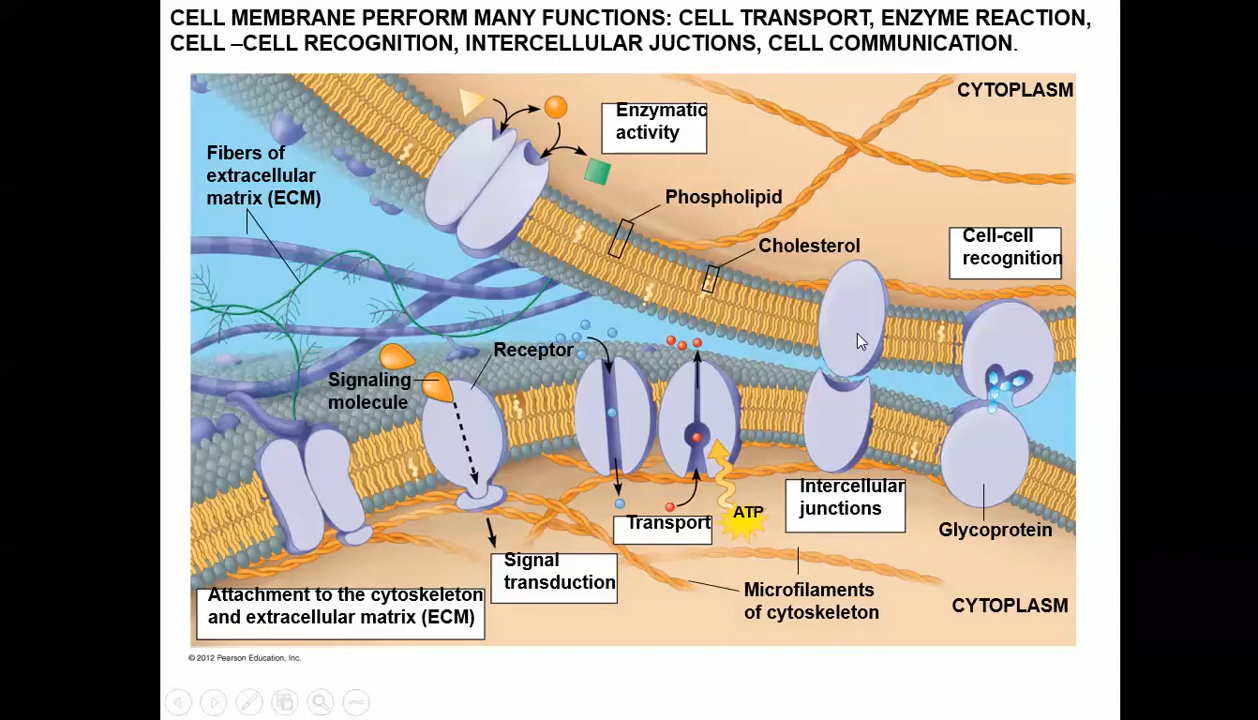 CELL MEMBRANE PERFORM MANY FUNCTIONS: CELL TRANSPORT, ENZYME REACTION,
CELL –CELL RECOGNITION, INTERCELLULAR JUCTIONS, CELL COMMUNICATION.
CYTOPLASM
Enzymatic
activity
Fibers of
extracellular
matrix (ECM)
Phospholipid
Cholesterol
Cell-cell
recognition
Receptor
Signaling
molecule
Intercellular
junctions
ATP
Transport
Glycoprotein
Signal
transduction
Attachment to the cytoskeleton
and extracellular matrix (ECM)
Microfilaments
of cytoskeleton
CYTOPLASM
© 2012 Pearson Education, Inc.